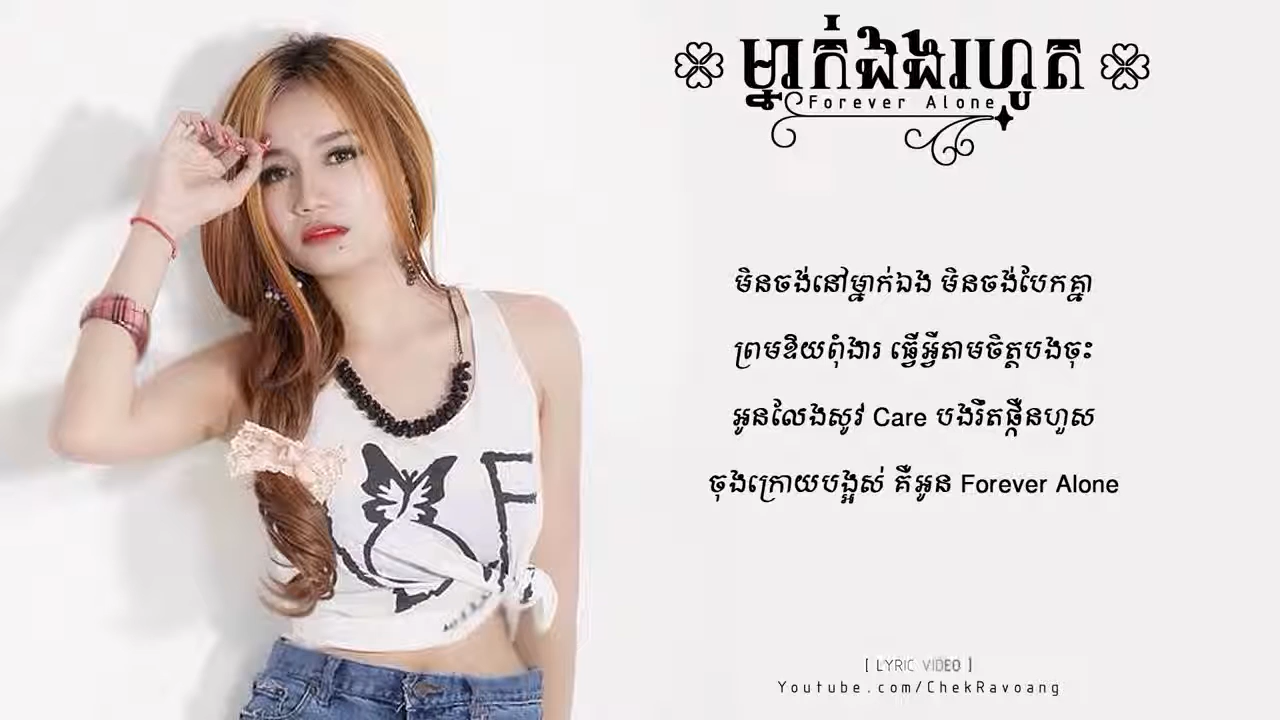 ម្នាក់ឯងរហូត
Forever Alone
មិនចង់នៅម្នាក់ឯង មិនចង់បែកគ្នា
ព្រមឱយពុំងារ ធ្វើអ្វីតាមចិត្តបងចុះ
អូនលែងសូវ Care បងរឹតផ្កើនហួស
ចុងក្រោយបង្អស់ គឺអូន Forever Alone
[ LYRIC VIDEO ]
Youtube.com/ChekRavoang